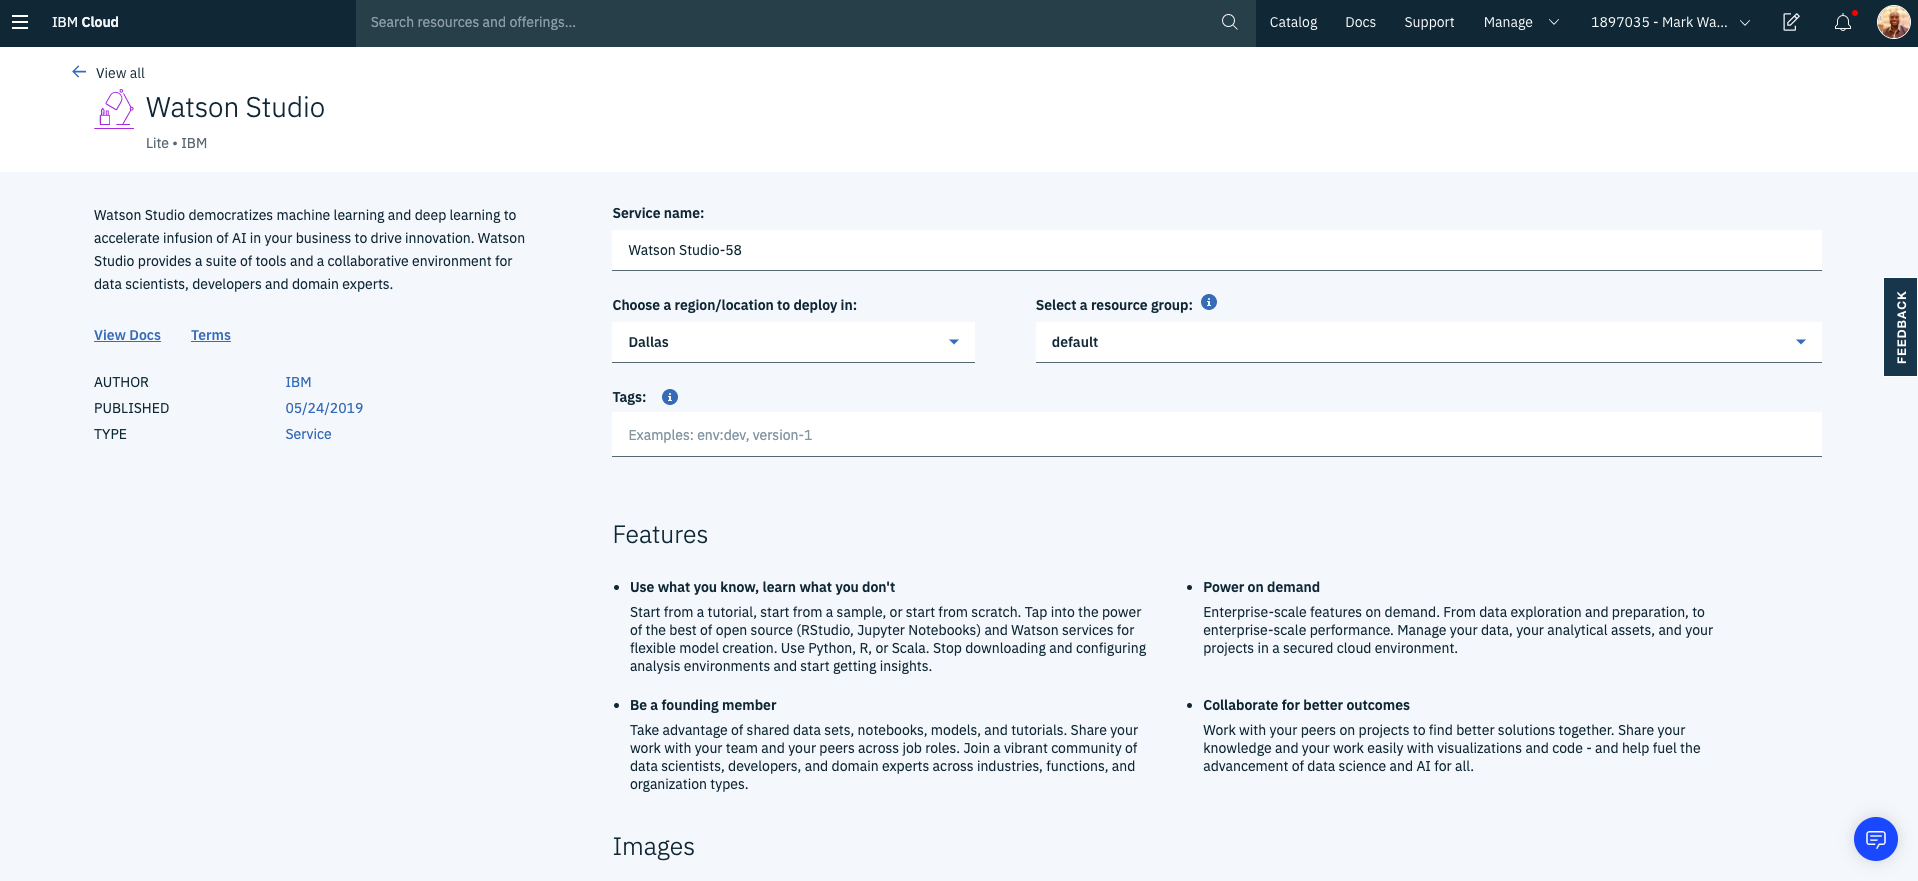 IBM Cloud
Search resources and offerings...
Catalog
Docs
Support
Manage
1897035 - Mark Wa...
View all
Watson Studio
Lite • IBM
Watson Studio democratizes machine learning and deep learning to
accelerate infusion of AI in your business to drive innovation. Watson
Studio provides a suite of tools and a collaborative environment for
data scientists, developers and domain experts.
View Docs
Terms
AUTHOR IBM
PUBLISHED 05/24/2019
TYPE Service
Service name:
Watson Studio-58
Choose a region/location to deploy in:
Dallas
Select a resource group:
default
Tags:
Examples: env:dev, version-1
FEEDBACK
Features
• Use what you know, learn what you don't
Start from a tutorial, start from a sample, or start from scratch. Tap into the power
of the best of open source (RStudio, Jupyter Notebooks) and Watson services for
flexible model creation. Use Python, R, or Scala. Stop downloading and configuring
analysis environments and start getting insights.
• Power on demand
Enterprise-scale features on demand. From data exploration and preparation, to
enterprise-scale performance. Manage your data, your analytical assets, and your
projects in a secured cloud environment.
• Be a founding member
Take advantage of shared data sets, notebooks, models, and tutorials. Share your
work with your team and your peers across job roles. Join a vibrant community of
data scientists, developers, and domain experts across industries, functions, and
organization types.
• Collaborate for better outcomes
Work with your peers on projects to find better solutions together. Share your
knowledge and your work easily with visualizations and code - and help fuel the
advancement of data science and AI for all.
Images